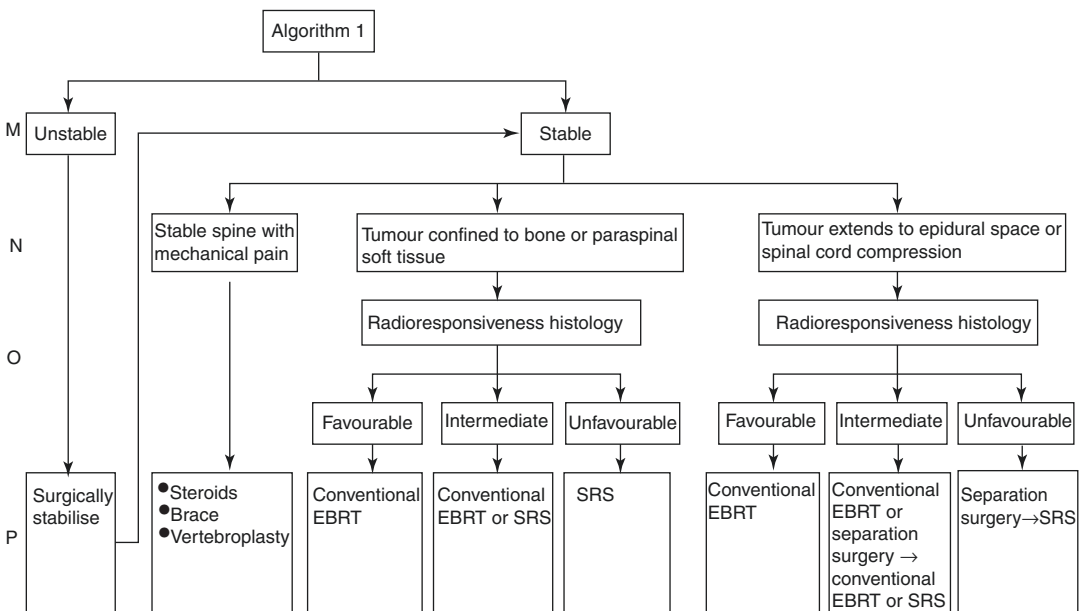 Algorithm 1
M
Unstable
Stable
N
Stable spine with
mechanical pain
Tumour confined to bone or paraspinal
soft tissue
Tumour extends to epidural space or
spinal cord compression
O
Radioresponsiveness histology
Radioresponsiveness histology
Favourable
Intermediate
Unfavourable
Favourable
Intermediate
Unfavourable
P
Surgically
stabilise
●Steroids
●Brace
●Vertebroplasty
Conventional
EBRT
Conventional
EBRT or SRS
SRS
Conventional
EBRT
Conventional
EBRT or
separation
surgery →
conventional
EBRT or SRS
Separation
surgery→SRS